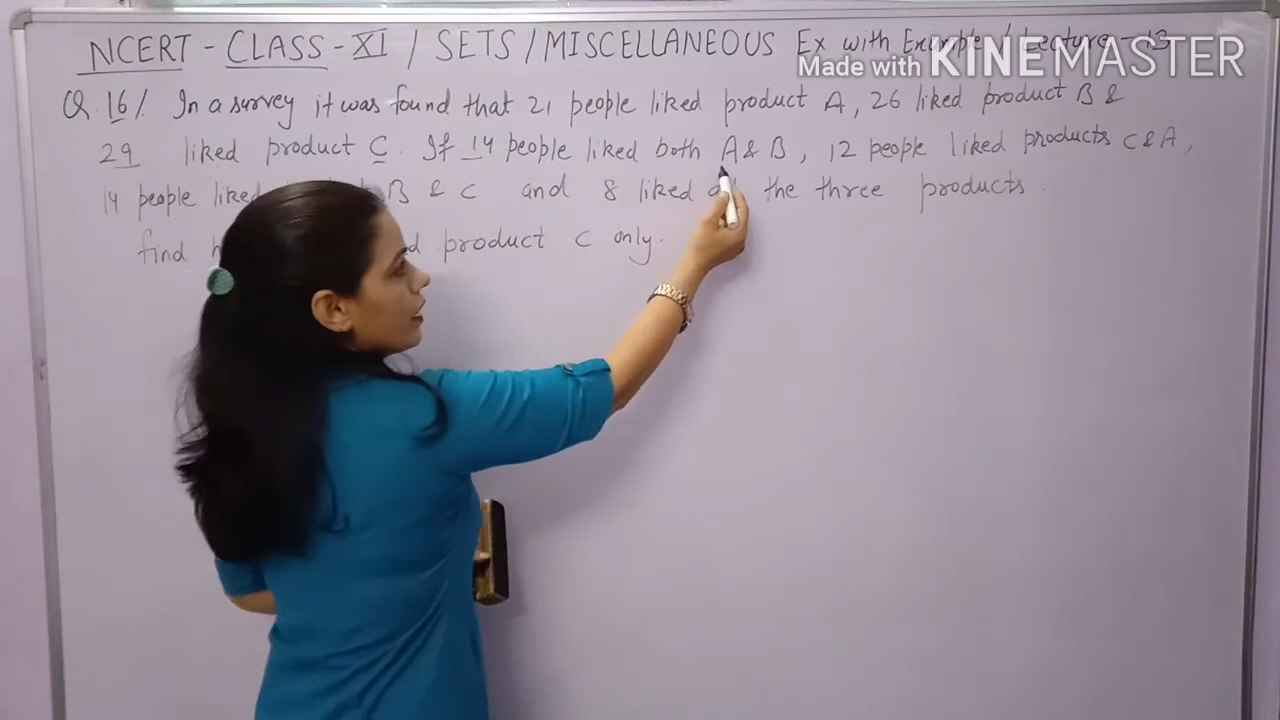 NCERT - CLASS - XI / SETS / MISCELLANEOUS Ex with Example / Lecture - 13
Made with KINEMASTER
Q. 16/. In a survey it was found that 21 people liked product A, 26 liked product B &
29 liked product C. If 14 people liked both A & B, 12 people liked products C & A,
14 people liked B & C and 8 liked the three products.
find product C only.